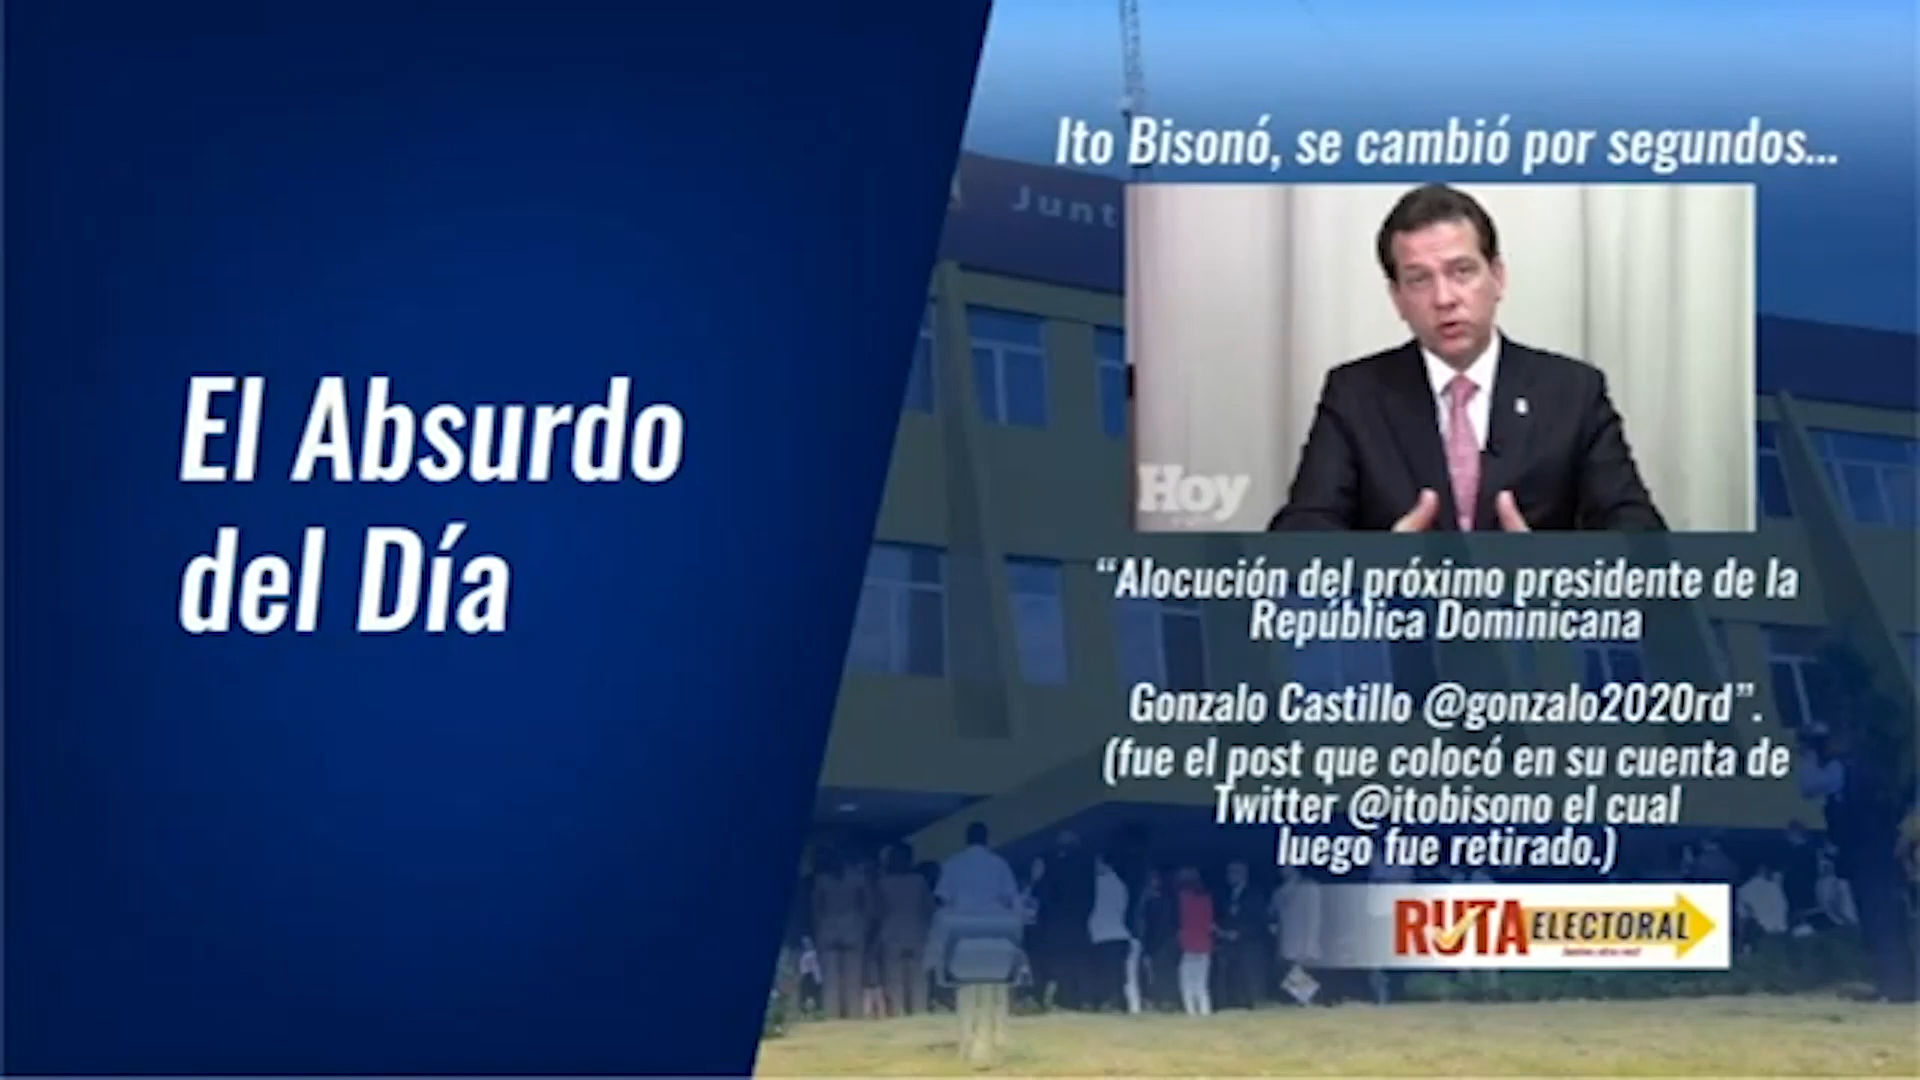 El Absurdo
del Día
Ito Bisonó, se cambió por segundos...
Junt
Hoy
“Alocución del próximo presidente de la
República Dominicana
Gonzalo Castillo @gonzalo2020rd”.
(fue el post que colocó en su cuenta de
Twitter @itobisono el cual
luego fue retirado.)
RUTA ELECTORAL